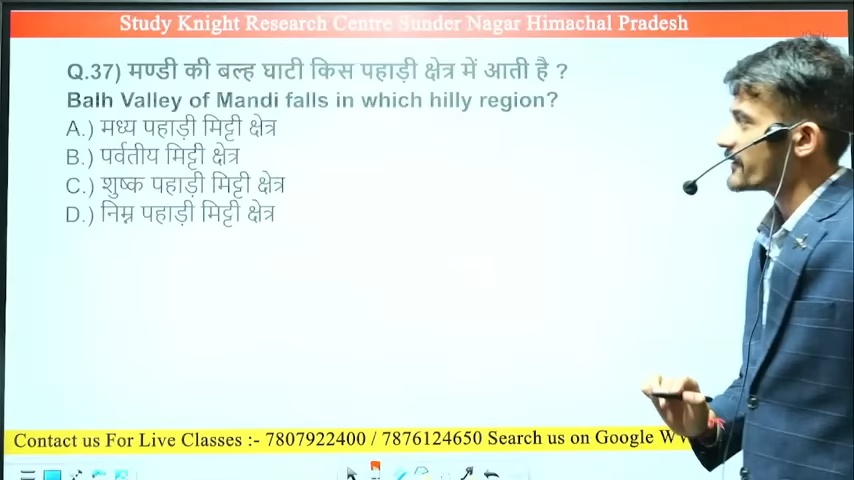 Study Knight Research Centre Sunder Nagar Himachal Pradesh
Q.37) मण्डी की बल्ह घाटी किस पहाड़ी क्षेत्र में आती है ?
Balh Valley of Mandi falls in which hilly region?
A.) मध्य पहाड़ी मिट्टी क्षेत्र
B.) पर्वतीय मिट्टी क्षेत्र
C.) शुष्क पहाड़ी मिट्टी क्षेत्र
D.) निम्न पहाड़ी मिट्टी क्षेत्र
Contact us For Live Classes :- 7807922400 / 7876124650 Search us on Google